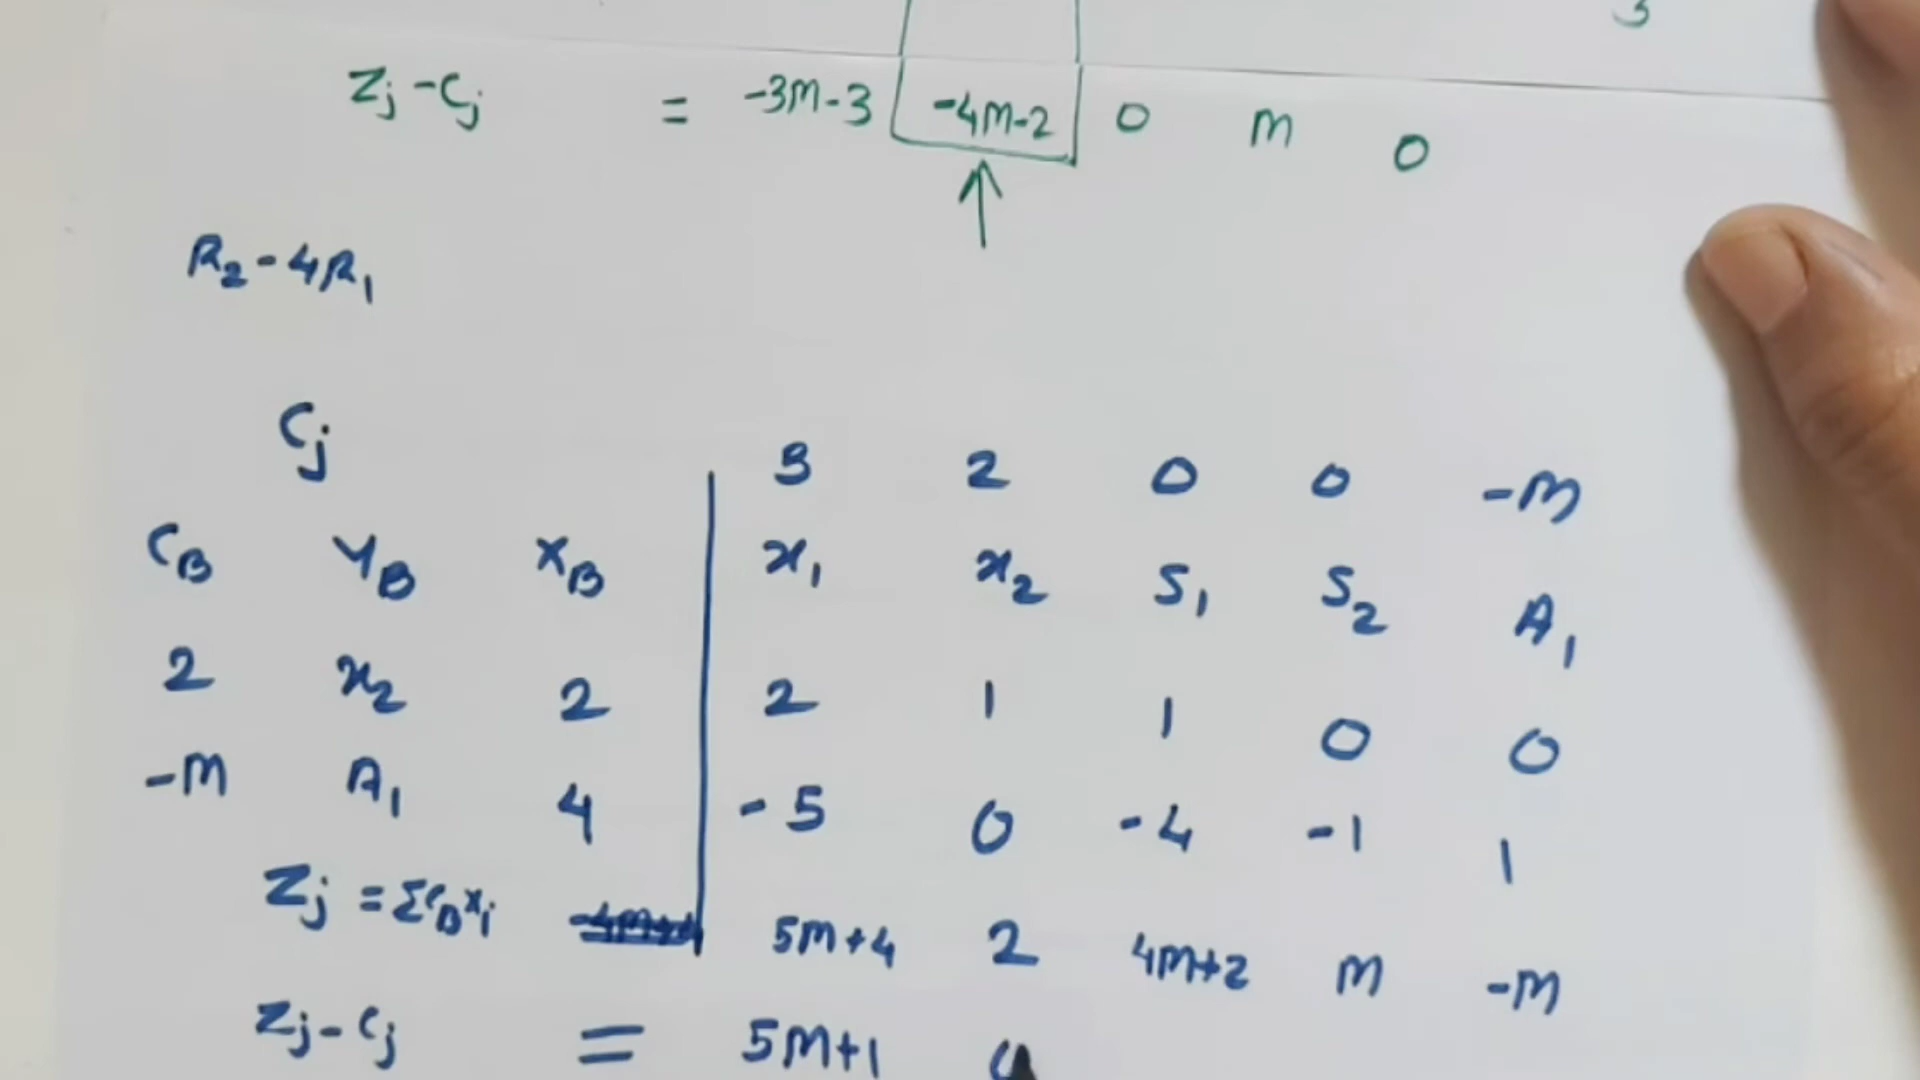 3
Zj - Cj = -3M-3 -4M-2 0 M 0
R2 - 4R1
Cj 3 2 0 0 -M
CB YB XB x1 x2 S1 S2 A1
2 x2 2 2 1 1 0 0
-M A1 4 -5 0 -4 -1 1
Zj = ΣCBxj 5M+4 2 4M+2 M -M
Zj - Cj = 5M+1 0